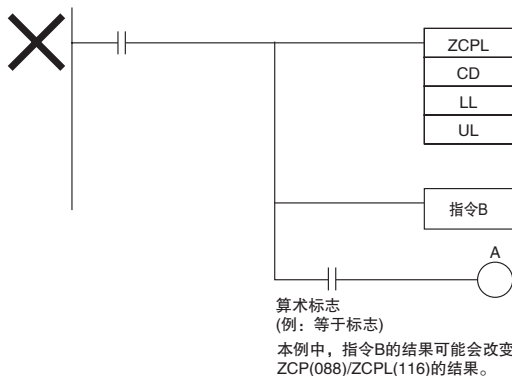 ZCPL
CD
LL
UL
指令B
A
算术标志
(例：等于标志)
本例中，指令B的结果可能会改变
ZCP(088)/ZCPL(116)的结果。